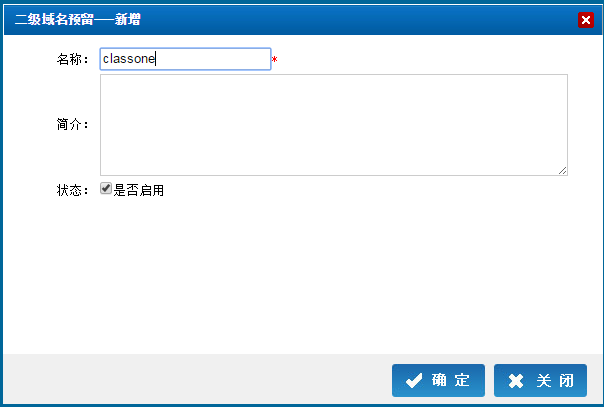 二级域名预留——新增
名称： classone *
简介：
状态： 是否启用
确 定 关 闭